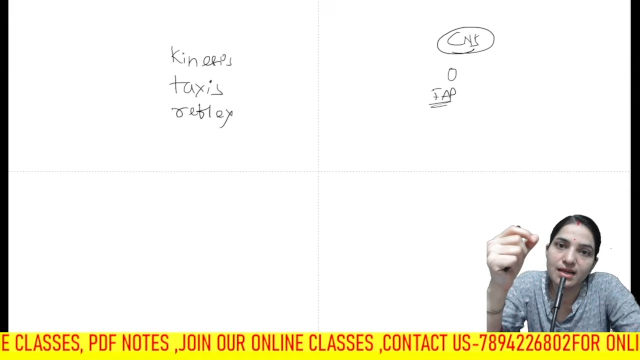 kinesis
taxis
reflex
CNS
O
FAP
E CLASSES, PDF NOTES ,JOIN OUR ONLINE CLASSES ,CONTACT US-7894226802FOR ONLI